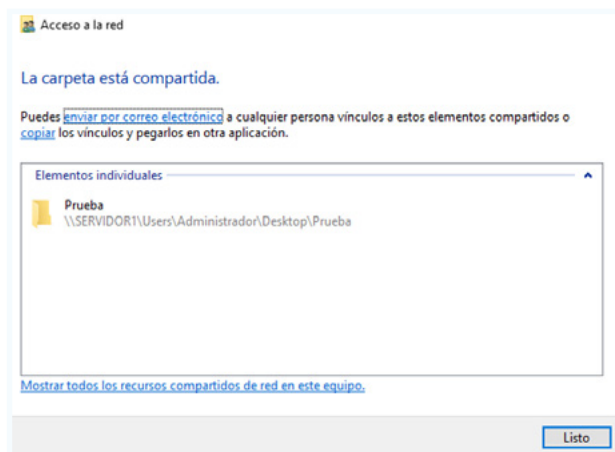 Acceso a la red
La carpeta está compartida.
Puedes enviar por correo electrónico a cualquier persona vínculos a estos elementos compartidos o
copiar los vínculos y pegarlos en otra aplicación.
Elementos individuales
Prueba
\\SERVIDOR1\Users\Administrador\Desktop\Prueba
Mostrar todos los recursos compartidos de red en este equipo.
Listo